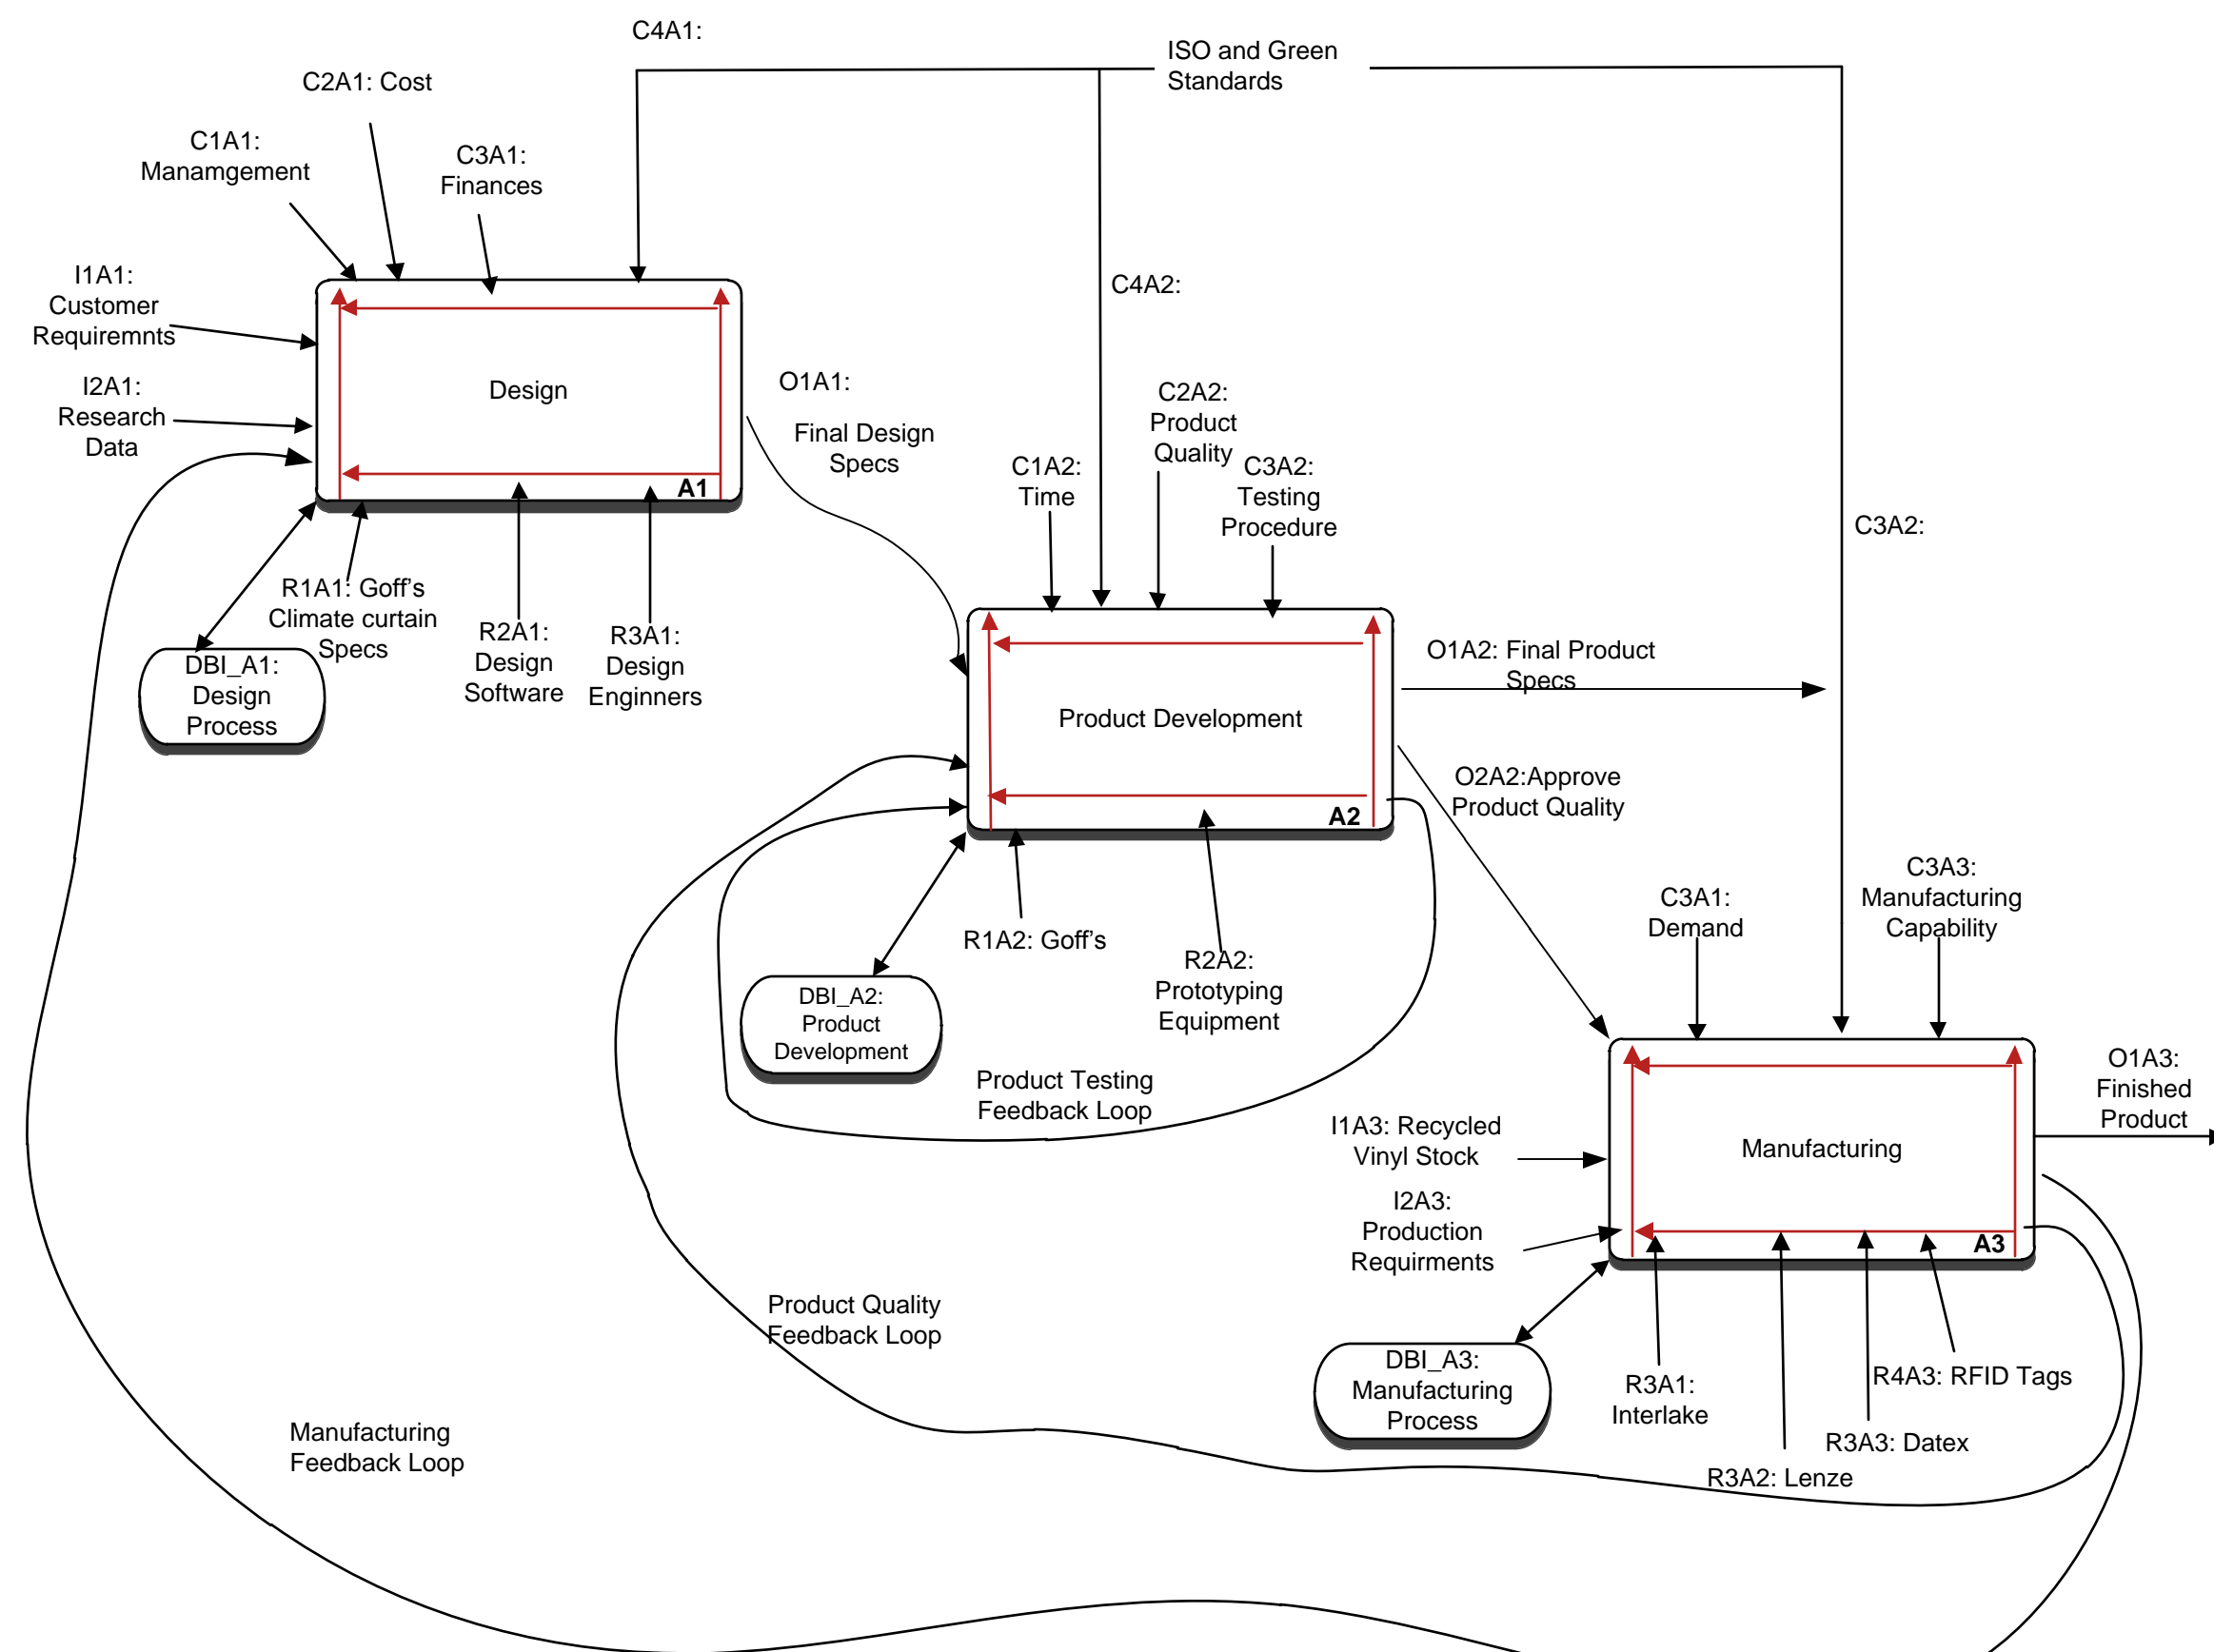 C4A1:
ISO and Green
Standards
C2A1: Cost
C1A1:
Manamgement
C3A1:
Finances
I1A1:
Customer
Requiremnts
C4A2:
I2A1:
Research
Data
Design
A1
O1A1:
Final Design
Specs
C2A2:
Product
Quality
C1A2:
Time
C3A2:
Testing
Procedure
C3A2:
R1A1: Goff's
Climate curtain
Specs
R2A1:
Design
Software
R3A1:
Design
Enginners
DBI_A1:
Design
Process
O1A2: Final Product
Specs
Product Development
A2
O2A2:Approve
Product Quality
C3A1:
Demand
C3A3:
Manufacturing
Capability
R1A2: Goff's
R2A2:
Prototyping
Equipment
DBI_A2:
Product
Development
Product Testing
Feedback Loop
O1A3:
Finished
Product
I1A3: Recycled
Vinyl Stock
Manufacturing
A3
I2A3:
Production
Requirments
Product Quality
Feedback Loop
DBI_A3:
Manufacturing
Process
R3A1:
Interlake
R4A3: RFID Tags
R3A3: Datex
R3A2: Lenze
Manufacturing
Feedback Loop